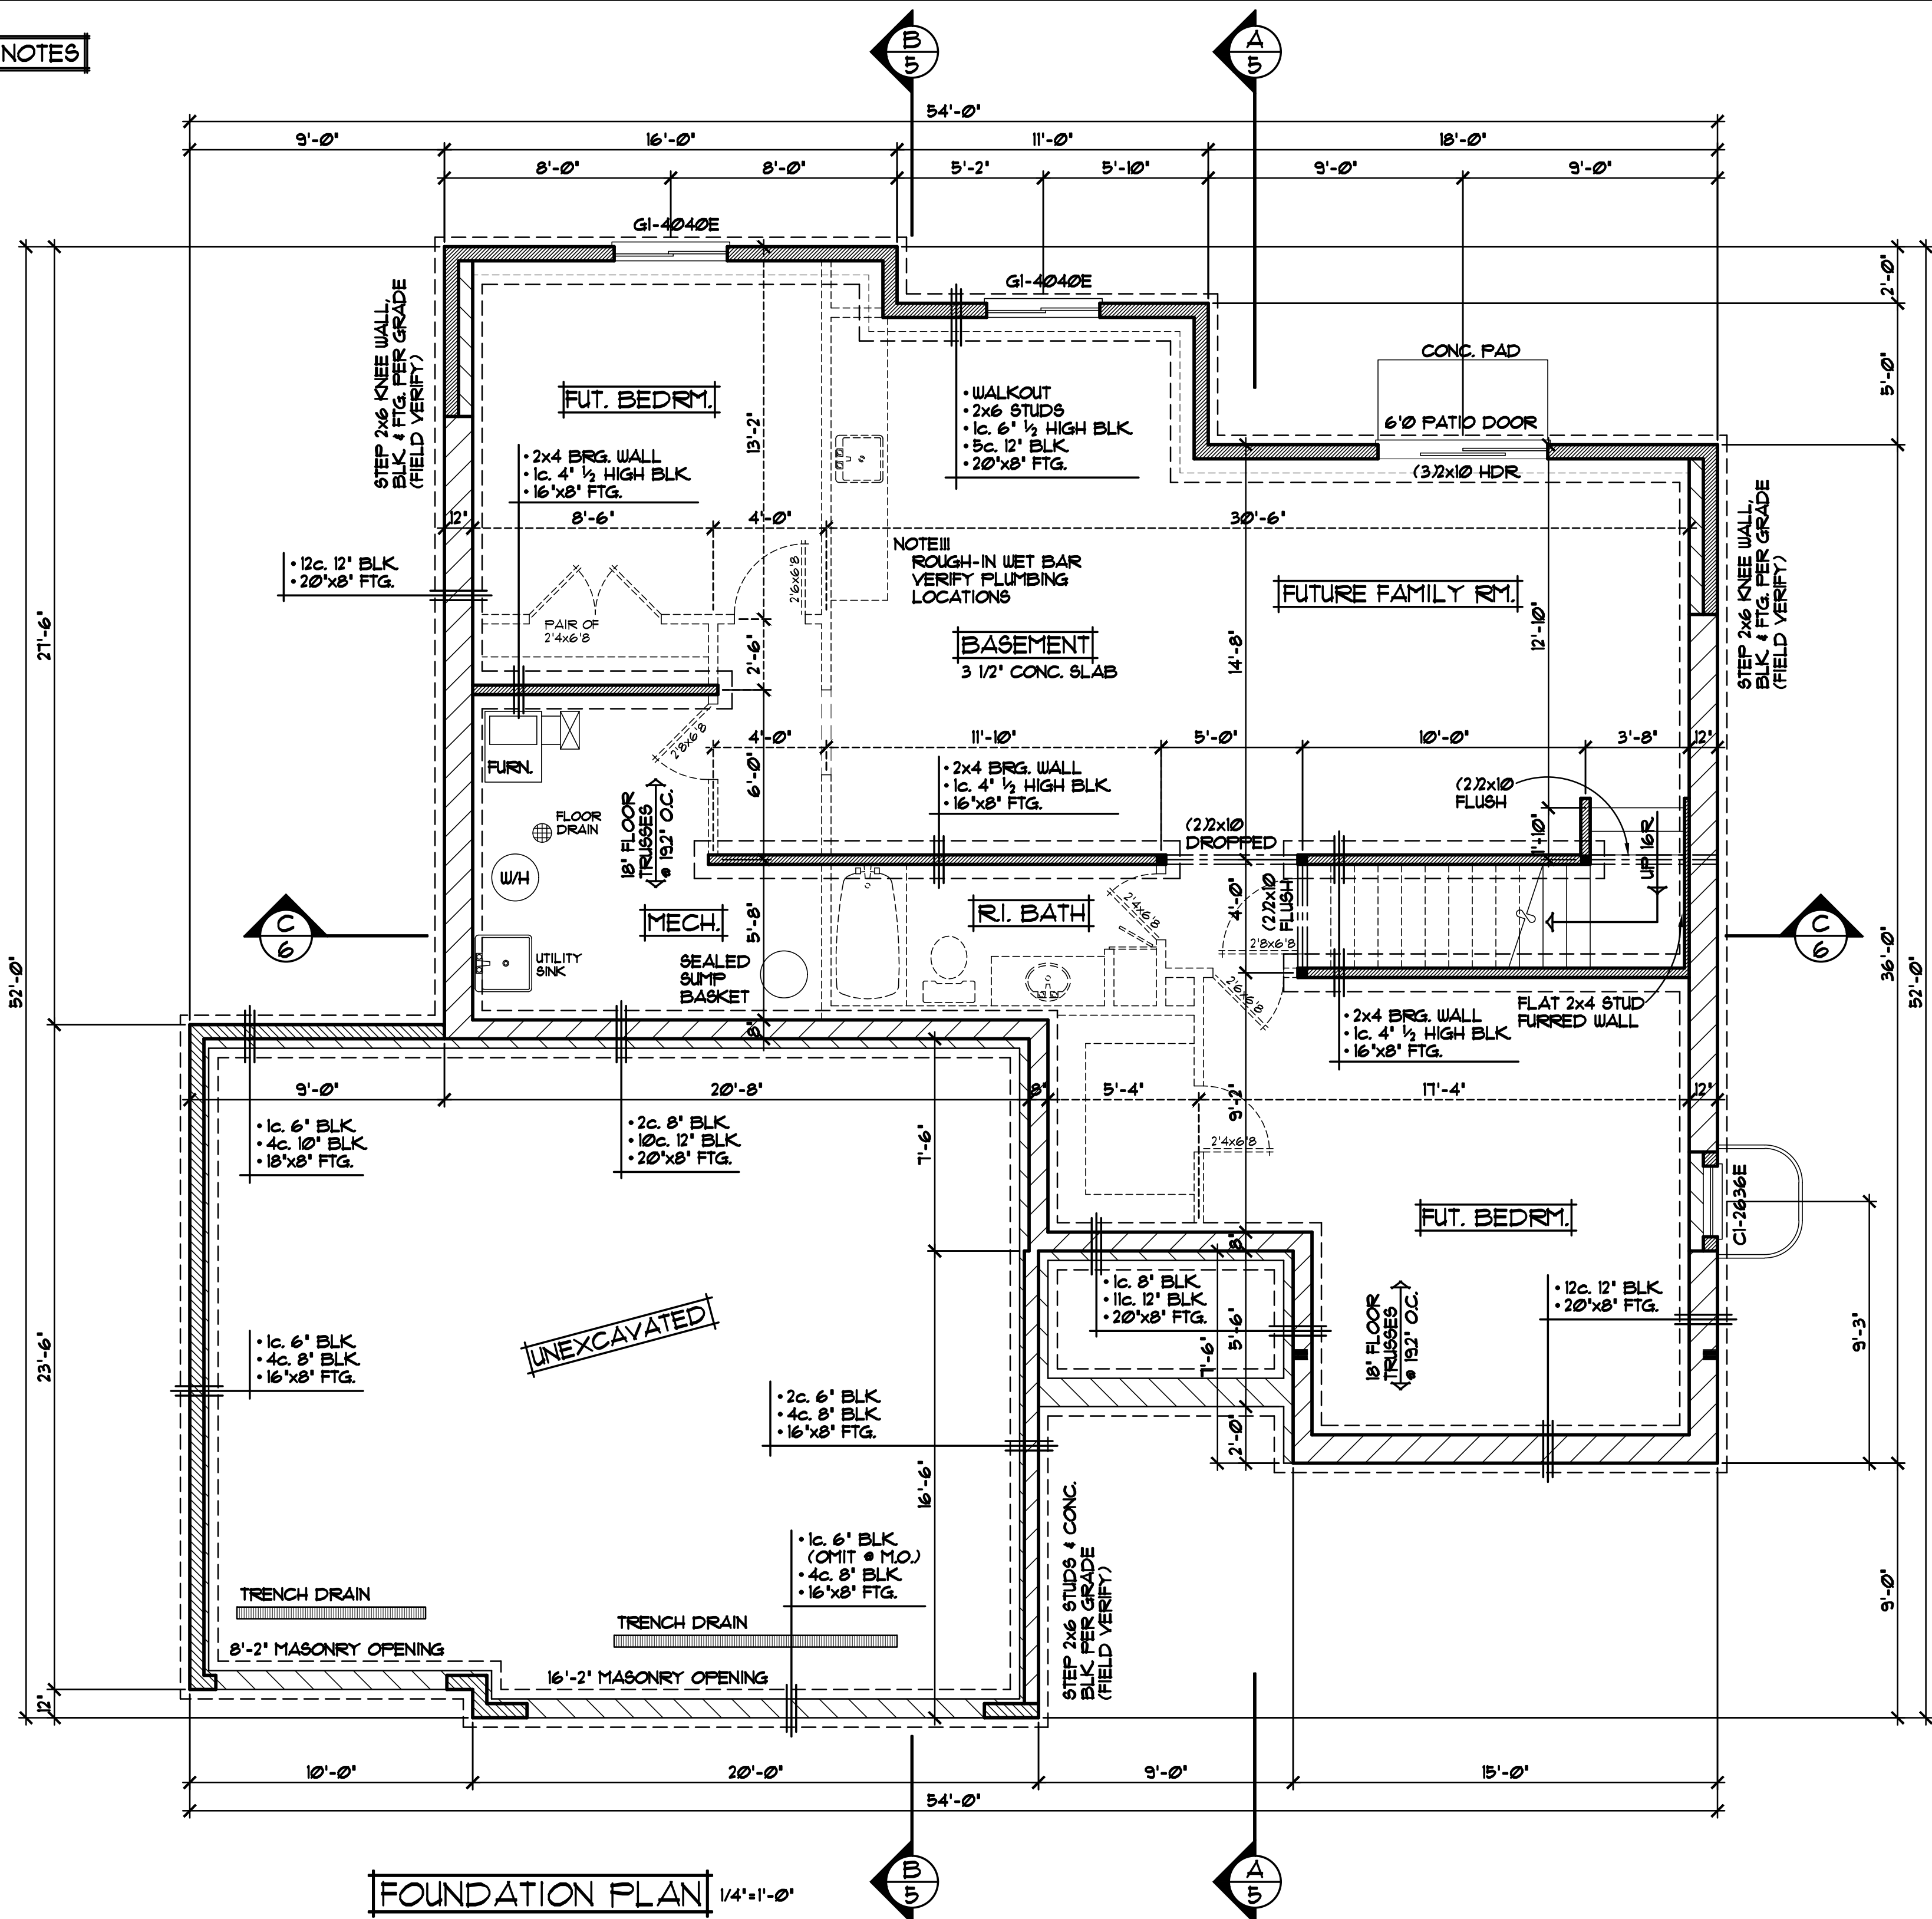 NOTES
B
5
A
5
54'-0"
9'-0"
16'-0"
11'-0"
18'-0"
8'-0"
8'-0"
5'-2"
5'-10"
9'-0"
9'-0"
G1-4040E
G1-4040E
STEP 2x6 KNEE WALL,
BLK. & FTG. PER GRADE
(FIELD VERIFY)
2'-0"
5'-0"
CONC. PAD
6'0 PATIO DOOR
(3)2x10 HDR.
FUT. BEDRM.
13'-2"
• WALKOUT
• 2x6 STUDS
• 1c. 6" 1/2 HIGH BLK.
• 5c. 12" BLK.
• 20"x8" FTG.
• 2x4 BRG. WALL
• 1c. 4" 1/2 HIGH BLK.
• 16"x8" FTG.
12"
8'-6"
4'-0"
30'-6"
NOTE!!!
ROUGH-IN WET BAR
VERIFY PLUMBING
LOCATIONS
• 12c. 12" BLK.
• 20"x8" FTG.
2'6x6'8
PAIR OF
2'4x6'8
FUTURE FAMILY RM.
STEP 2x6 KNEE WALL,
BLK. & FTG. PER GRADE
(FIELD VERIFY)
27'-6"
2'-6"
BASEMENT
3 1/2" CONC. SLAB
14'-8"
12'-10"
2'8x6'8
FURN.
4'-0"
11'-10"
5'-0"
10'-0"
3'-8"
12"
6'-0"
• 2x4 BRG. WALL
• 1c. 4" 1/2 HIGH BLK.
• 16"x8" FTG.
(2)2x10
FLUSH
FLOOR
DRAIN
18" FLOOR
TRUSSES
@ 19.2" O.C.
(2)2x10
DROPPED
1'-10"
UP 16R
W/H
MECH.
5'-8"
R.I. BATH
2'4x6'8
4'-0"
(2)2x10
FLUSH
2'8x6'8
C
6
C
6
UTILITY
SINK
SEALED
SUMP
BASKET
2'6x6'8
52'-0"
36'-0"
52'-0"
FLAT 2x4 STUD
FURRED WALL
• 2x4 BRG. WALL
• 1c. 4" 1/2 HIGH BLK.
• 16"x8" FTG.
8"
9'-0"
20'-8"
8"
5'-4"
17'-4"
12"
9'-2"
• 1c. 6" BLK.
• 4c. 10" BLK.
• 18"x8" FTG.
• 2c. 8" BLK.
• 10c. 12" BLK.
• 20"x8" FTG.
7'-6"
2'4x6'8
C1-2636E
FUT. BEDRM.
8"
• 1c. 8" BLK.
• 11c. 12" BLK.
• 20"x8" FTG.
• 12c. 12" BLK.
• 20"x8" FTG.
UNEXCAVATED
• 1c. 6" BLK.
• 4c. 8" BLK.
• 16"x8" FTG.
7'-6"
5'-6"
18" FLOOR
TRUSSES
@ 19.2" O.C.
9'-3"
23'-6"
• 2c. 6" BLK.
• 4c. 8" BLK.
• 16"x8" FTG.
2'-0"
16'-6"
STEP 2x6 STUDS & CONC.
BLK. PER GRADE
(FIELD VERIFY)
• 1c. 6" BLK.
(OMIT @ M.O.)
• 4c. 8" BLK.
• 16"x8" FTG.
9'-0"
TRENCH DRAIN
TRENCH DRAIN
8'-2" MASONRY OPENING
16'-2" MASONRY OPENING
12"
10'-0"
20'-0"
9'-0"
15'-0"
54'-0"
B
5
A
5
FOUNDATION PLAN
1/4"=1'-0"